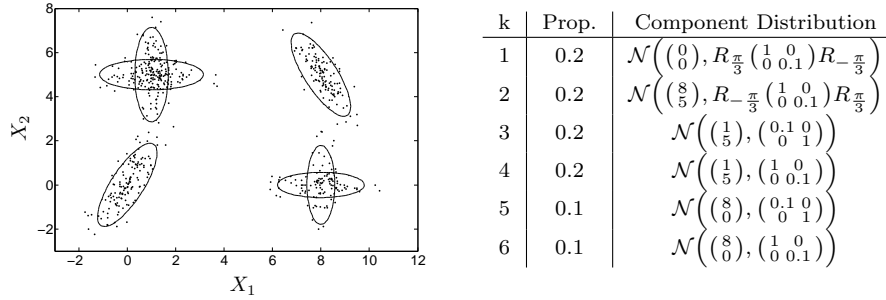 8
6
4
2
0
−2
X₂
−2 0 2 4 6 8 10 12
X₁
k Prop. Component Distribution
1 0.2 𝒩((0 0), R_{π/3} (1 0 0 0.1) R_{−π/3})
2 0.2 𝒩((8 5), R_{−π/3} (1 0 0 0.1) R_{π/3})
3 0.2 𝒩((1 5), (0.1 0 0 1))
4 0.2 𝒩((1 5), (1 0 0 0.1))
5 0.1 𝒩((8 0), (0.1 0 0 1))
6 0.1 𝒩((8 0), (1 0 0 0.1))